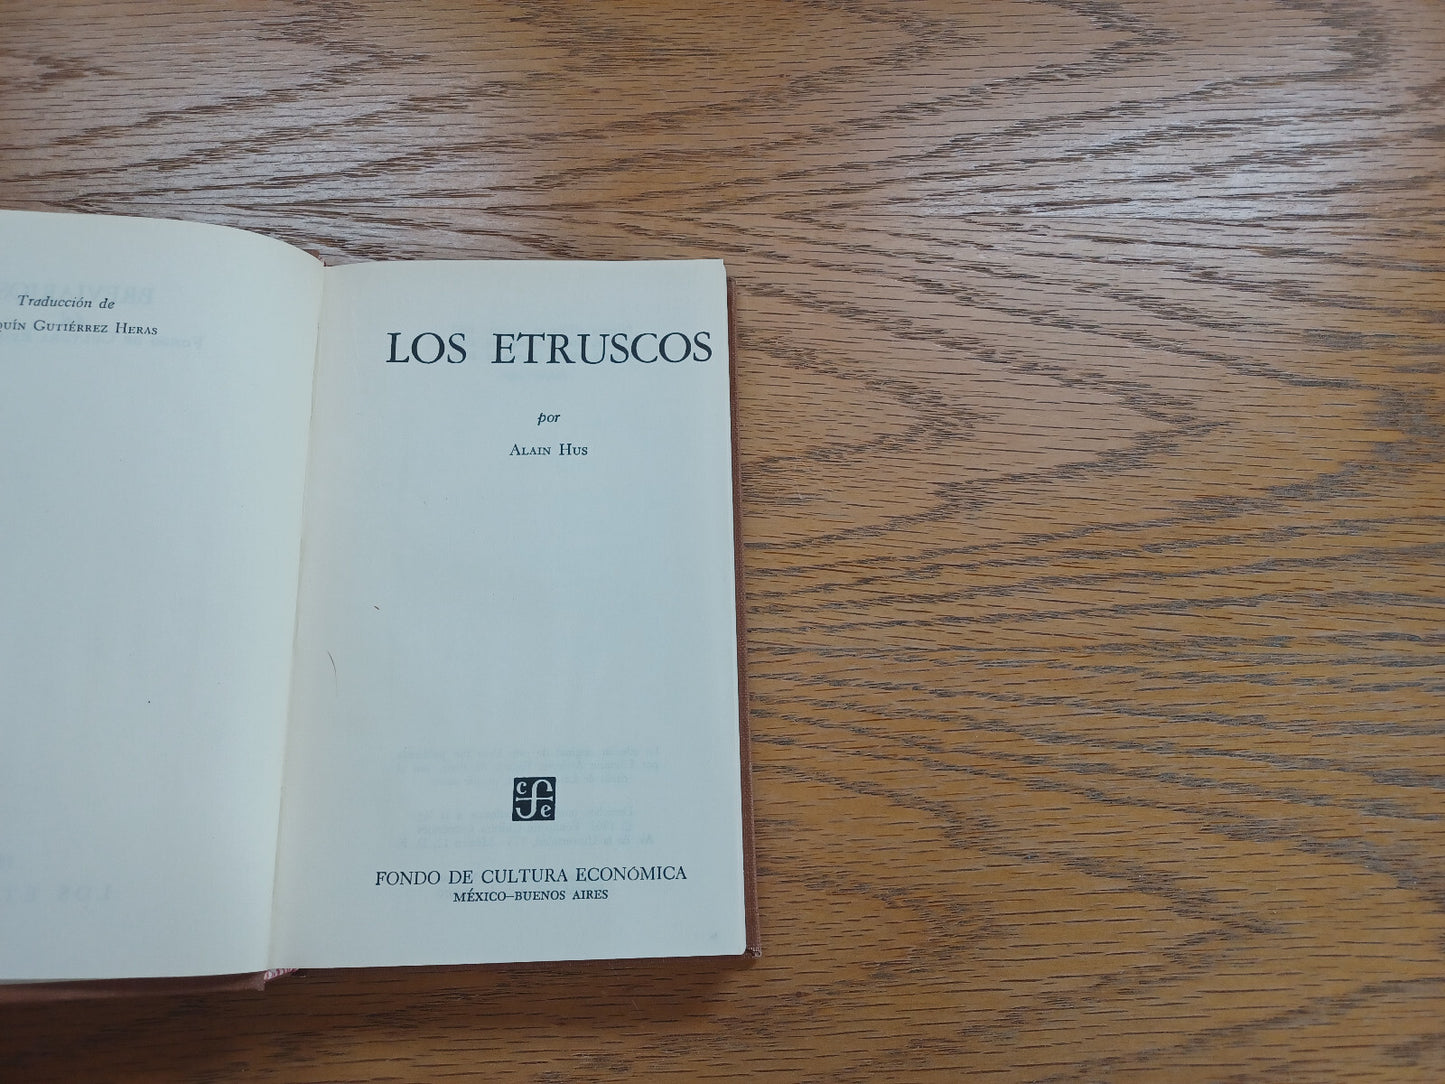 Traducción de
QUÍN GUTIÉRREZ HERAS
LOS ETRUSCOS
por
ALAIN HUS
c f e
FONDO DE CULTURA ECONÓMICA
MÉXICO–BUENOS AIRES